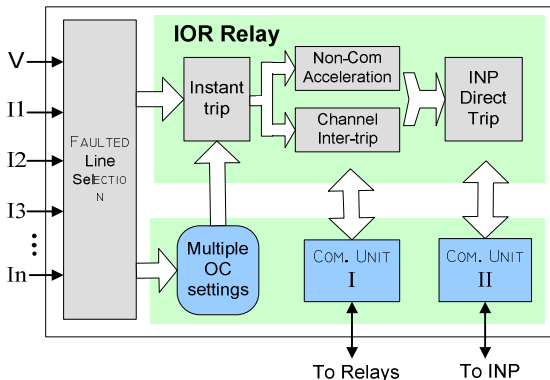 IOR Relay
V
I1
I2
I3
In
FAULTED
Line
SelECTIO
N
Instant
trip
Non-Com
Acceleration
Channel
Inter-trip
INP
Direct
Trip
Multiple
OC
settings
COM. UNIT
I
COM. UNIT
II
To Relays
To INP